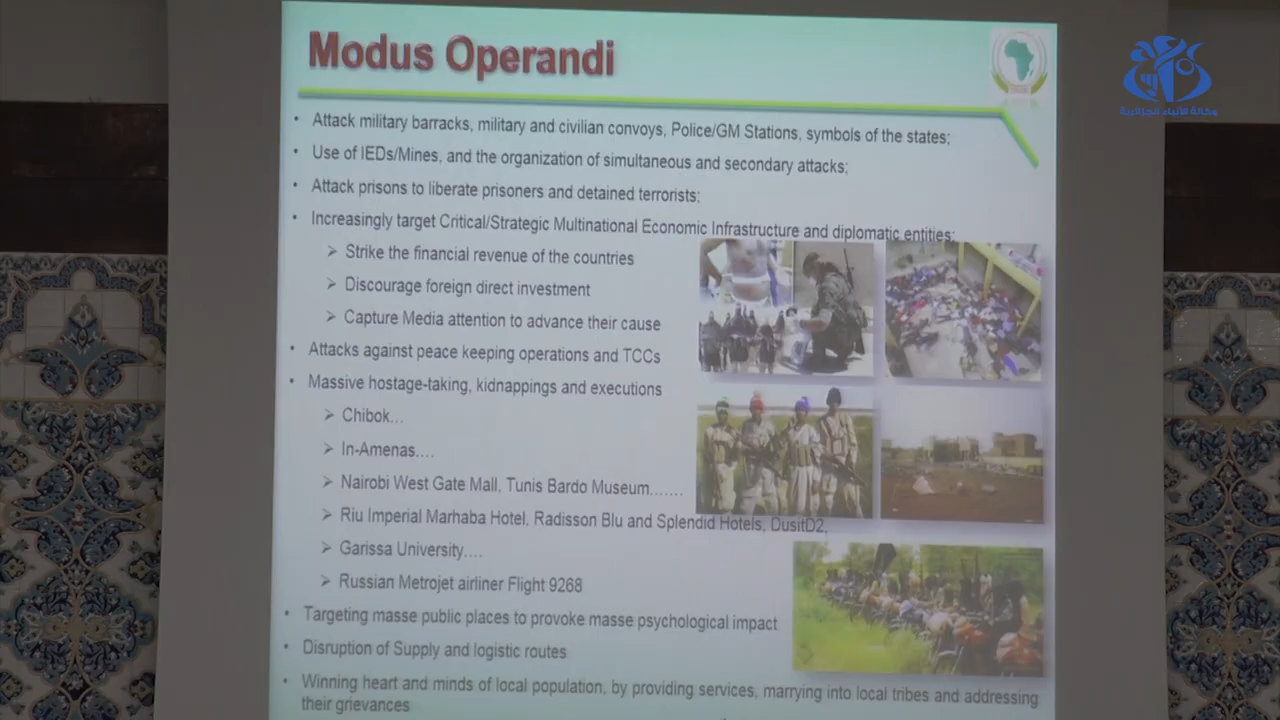 Modus Operandi
وكالة الأنباء الجزائرية
• Attack military barracks, military and civilian convoys, Police/GM Stations, symbols of the states;
• Use of IEDs/Mines, and the organization of simultaneous and secondary attacks;
• Attack prisons to liberate prisoners and detained terrorists;
• Increasingly target Critical/Strategic Multinational Economic Infrastructure and diplomatic entities;
➢ Strike the financial revenue of the countries
➢ Discourage foreign direct investment
➢ Capture Media attention to advance their cause
• Attacks against peace keeping operations and TCCs
• Massive hostage-taking, kidnappings and executions
➢ Chibok…
➢ In-Amenas….
➢ Nairobi West Gate Mall, Tunis Bardo Museum…….
➢ Riu Imperial Marhaba Hotel, Radisson Blu and Splendid Hotels, DusitD2,
➢ Garissa University….
➢ Russian Metrojet airliner Flight 9268
• Targeting masse public places to provoke masse psychological impact
• Disruption of Supply and logistic routes
• Winning heart and minds of local population, by providing services, marrying into local tribes and addressing
their grievances